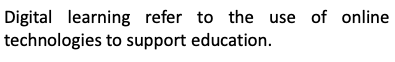 Digital learning refer to the use of online
technologies to support education.